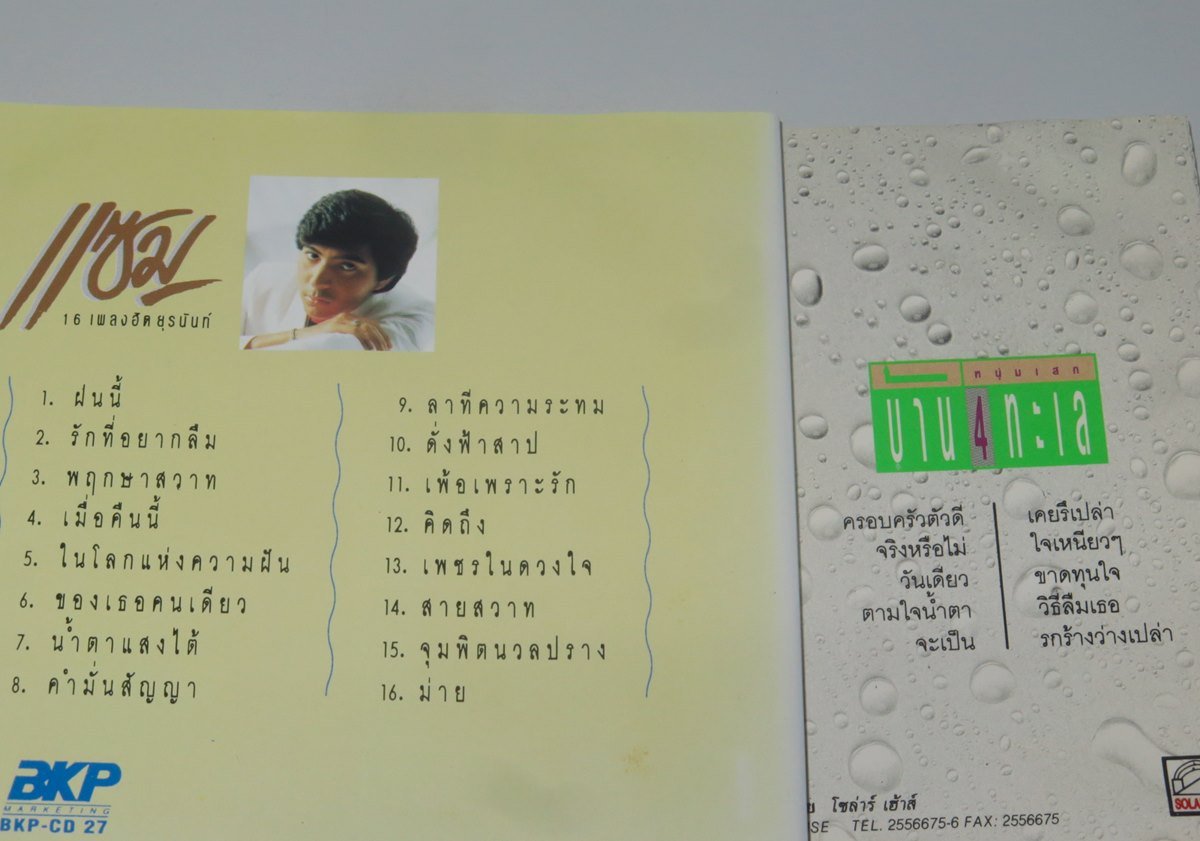 แซม
16 เพลงฮิต ยุรนันท์
1. ฝนนี้
2. รักที่อยากลืม
3. พฤกษาสวาท
4. เมื่อคืนนี้
5. ในโลกแห่งความฝัน
6. ของเธอคนเดียว
7. น้ำตาแสงไต้
8. คำมั่นสัญญา
9. ลาทีความระทม
10. ดั่งฟ้าสาป
11. เพ้อเพราะรัก
12. คิดถึง
13. เพชรในดวงใจ
14. สายสวาท
15. จุมพิตนวลปราง
16. ม่าย
BKP
MARKETING
BKP-CD 27
หนุ่มเสก
บาน 4 ทะเล
ครอบครัวตัวดี
จริงหรือไม่
วันเดียว
ตามใจน้ำตา
จะเป็น
เคยรึเปล่า
ใจเหนียวๆ
ขาดทุนใจ
วิธีลืมเธอ
รกร้างว่างเปล่า
ย โซล่าร์ เฮ้าส์
SE TEL. 2556675-6 FAX: 2556675
SOLA